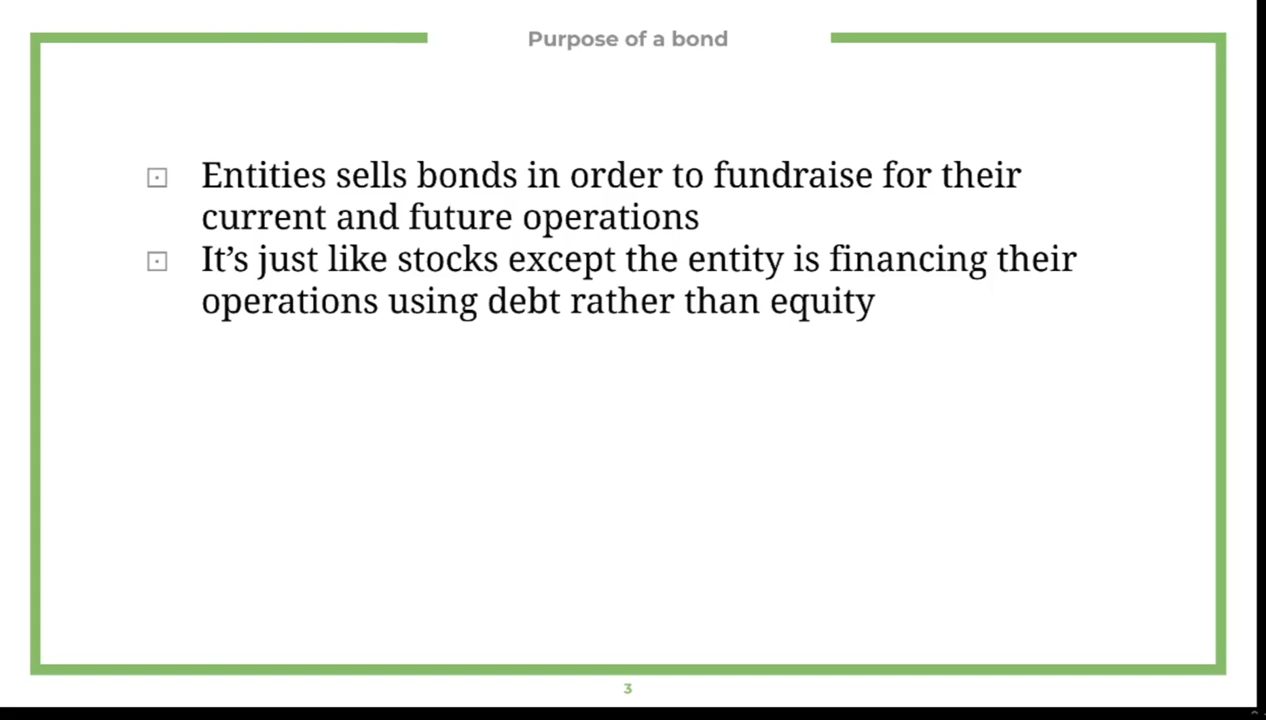 Purpose of a bond
Entities sells bonds in order to fundraise for their
current and future operations
It’s just like stocks except the entity is financing their
operations using debt rather than equity
3